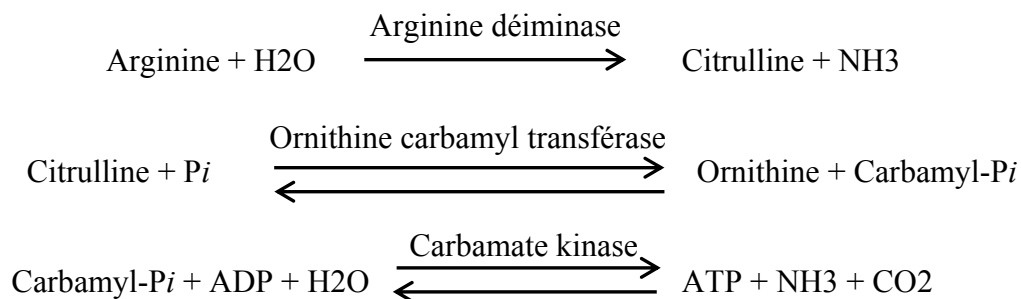 Arginine déiminase
Arginine + H2O Citrulline + NH3
Ornithine carbamyl transférase
Citrulline + Pi Ornithine + Carbamyl-Pi
Carbamate kinase
Carbamyl-Pi + ADP + H2O ATP + NH3 + CO2